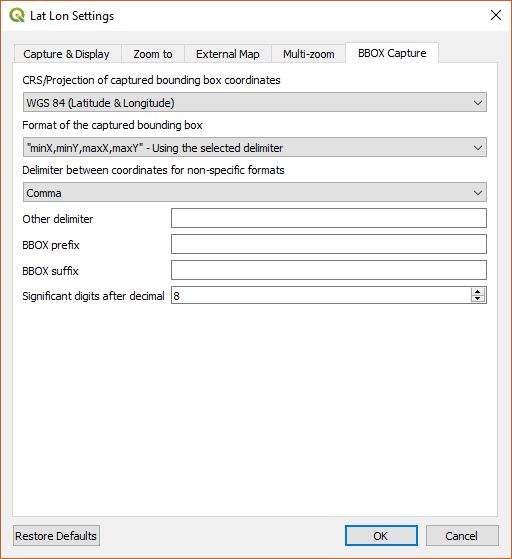 Lat Lon Settings
Capture & Display Zoom to External Map Multi-zoom BBOX Capture
CRS/Projection of captured bounding box coordinates
WGS 84 (Latitude & Longitude)
Format of the captured bounding box
"minX,minY,maxX,maxY" - Using the selected delimiter
Delimiter between coordinates for non-specific formats
Comma
Other delimiter
BBOX prefix
BBOX suffix
Significant digits after decimal 8
Restore Defaults OK Cancel